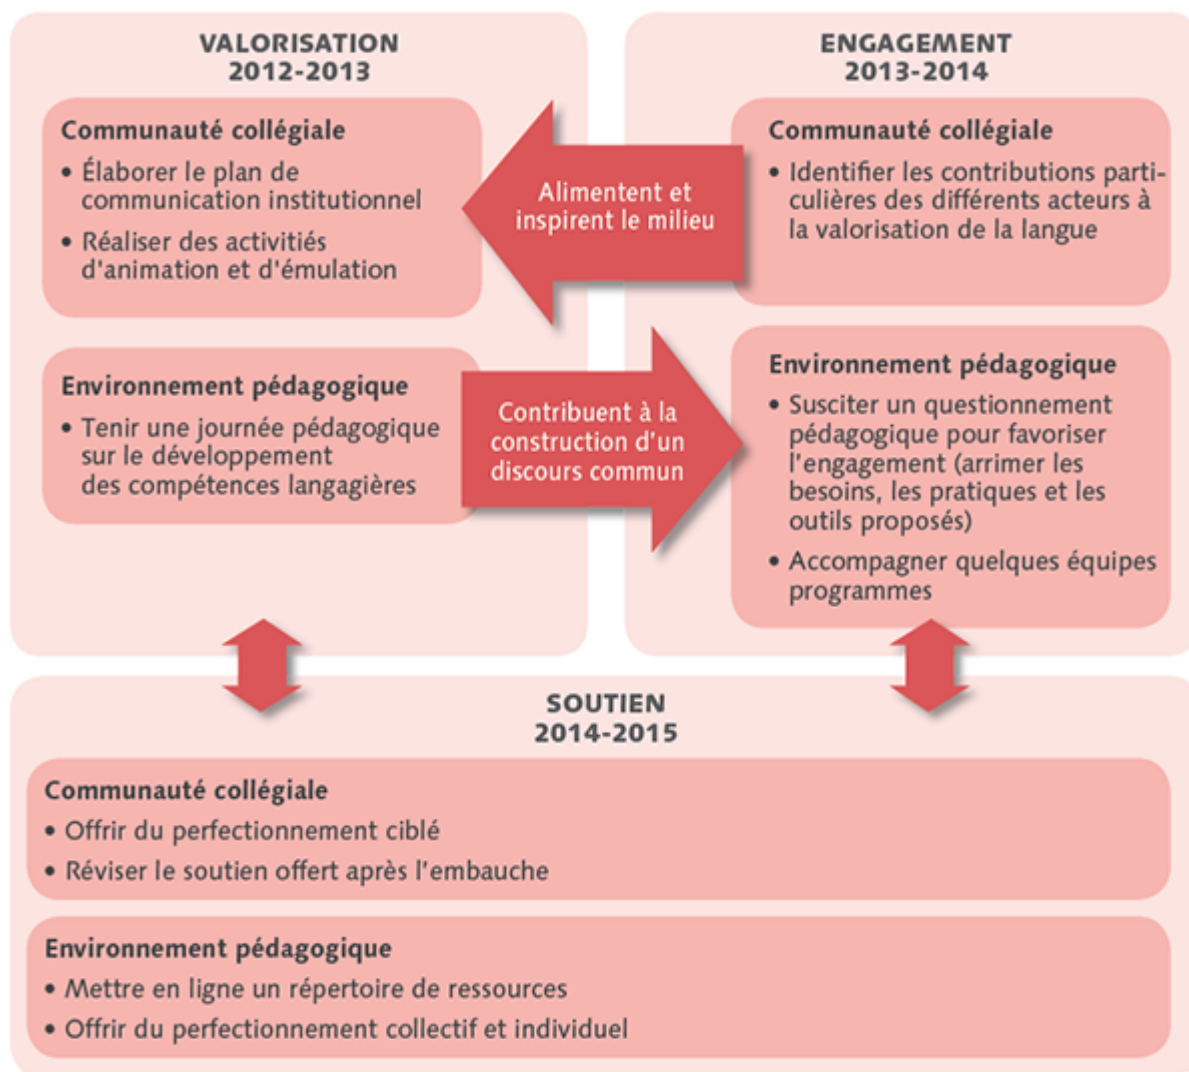 VALORISATION
2012-2013
Communauté collégiale
• Élaborer le plan de
communication institutionnel
• Réaliser des activitiés
d'animation et d'émulation
Environnement pédagogique
• Tenir une journée pédagogique
sur le développement
des compétences langagières
Alimentent et
inspirent le milieu
Contribuent à la
construction d’un
discours commun
ENGAGEMENT
2013-2014
Communauté collégiale
• Identifier les contributions parti-
culières des différents acteurs à
la valorisation de la langue
Environnement pédagogique
• Susciter un questionnement
pédagogique pour favoriser
l’engagement (arrimer les
besoins, les pratiques et les
outils proposés)
• Accompagner quelques équipes
programmes
SOUTIEN
2014-2015
Communauté collégiale
• Offrir du perfectionnement ciblé
• Réviser le soutien offert après l’embauche
Environnement pédagogique
• Mettre en ligne un répertoire de ressources
• Offrir du perfectionnement collectif et individuel